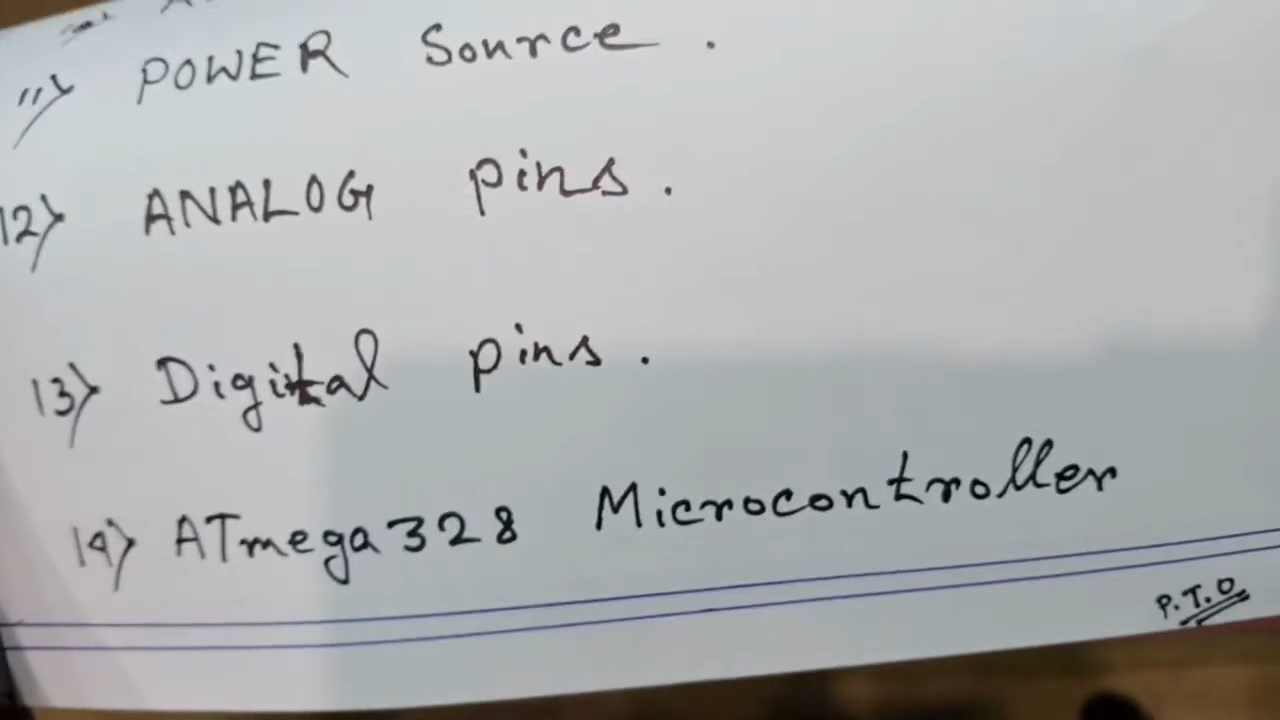 11) POWER Source.
12) ANALOG pins.
13) Digital pins.
14) ATmega328 Microcontroller
P.T.O